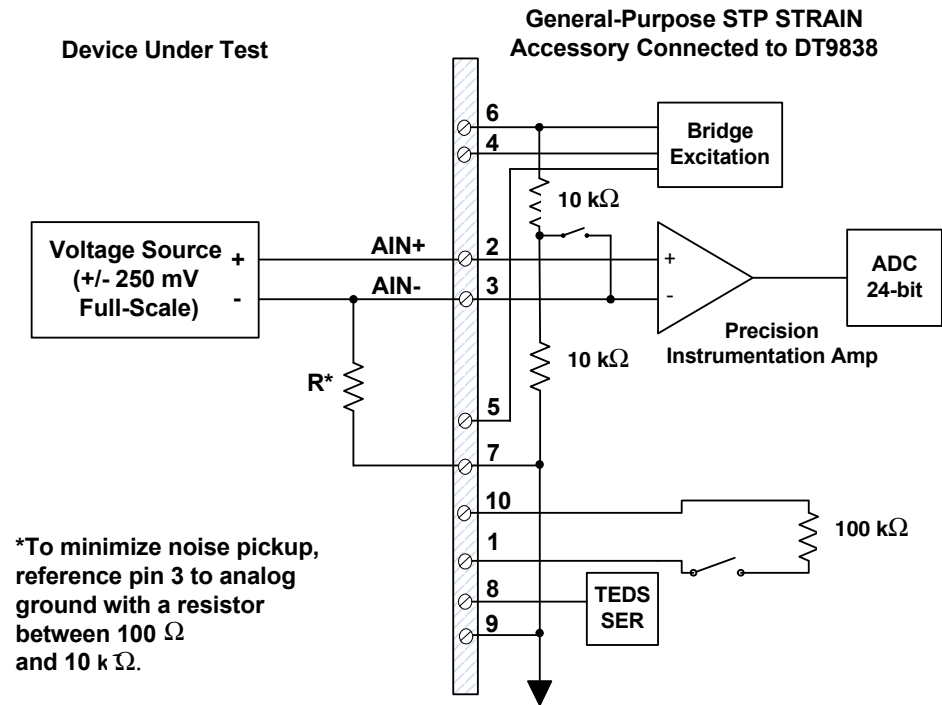 Device Under Test
General-Purpose STP STRAIN
Accessory Connected to DT9838
6
4
Bridge
Excitation
10 kΩ
Voltage Source
(+/- 250 mV
Full-Scale)
+
-
AIN+
AIN-
2
3
+
-
ADC
24-bit
Precision
Instrumentation Amp
R*
10 kΩ
5
7
10
1
100 kΩ
8
9
TEDS
SER
*To minimize noise pickup,
reference pin 3 to analog
ground with a resistor
between 100 Ω
and 10 k Ω.